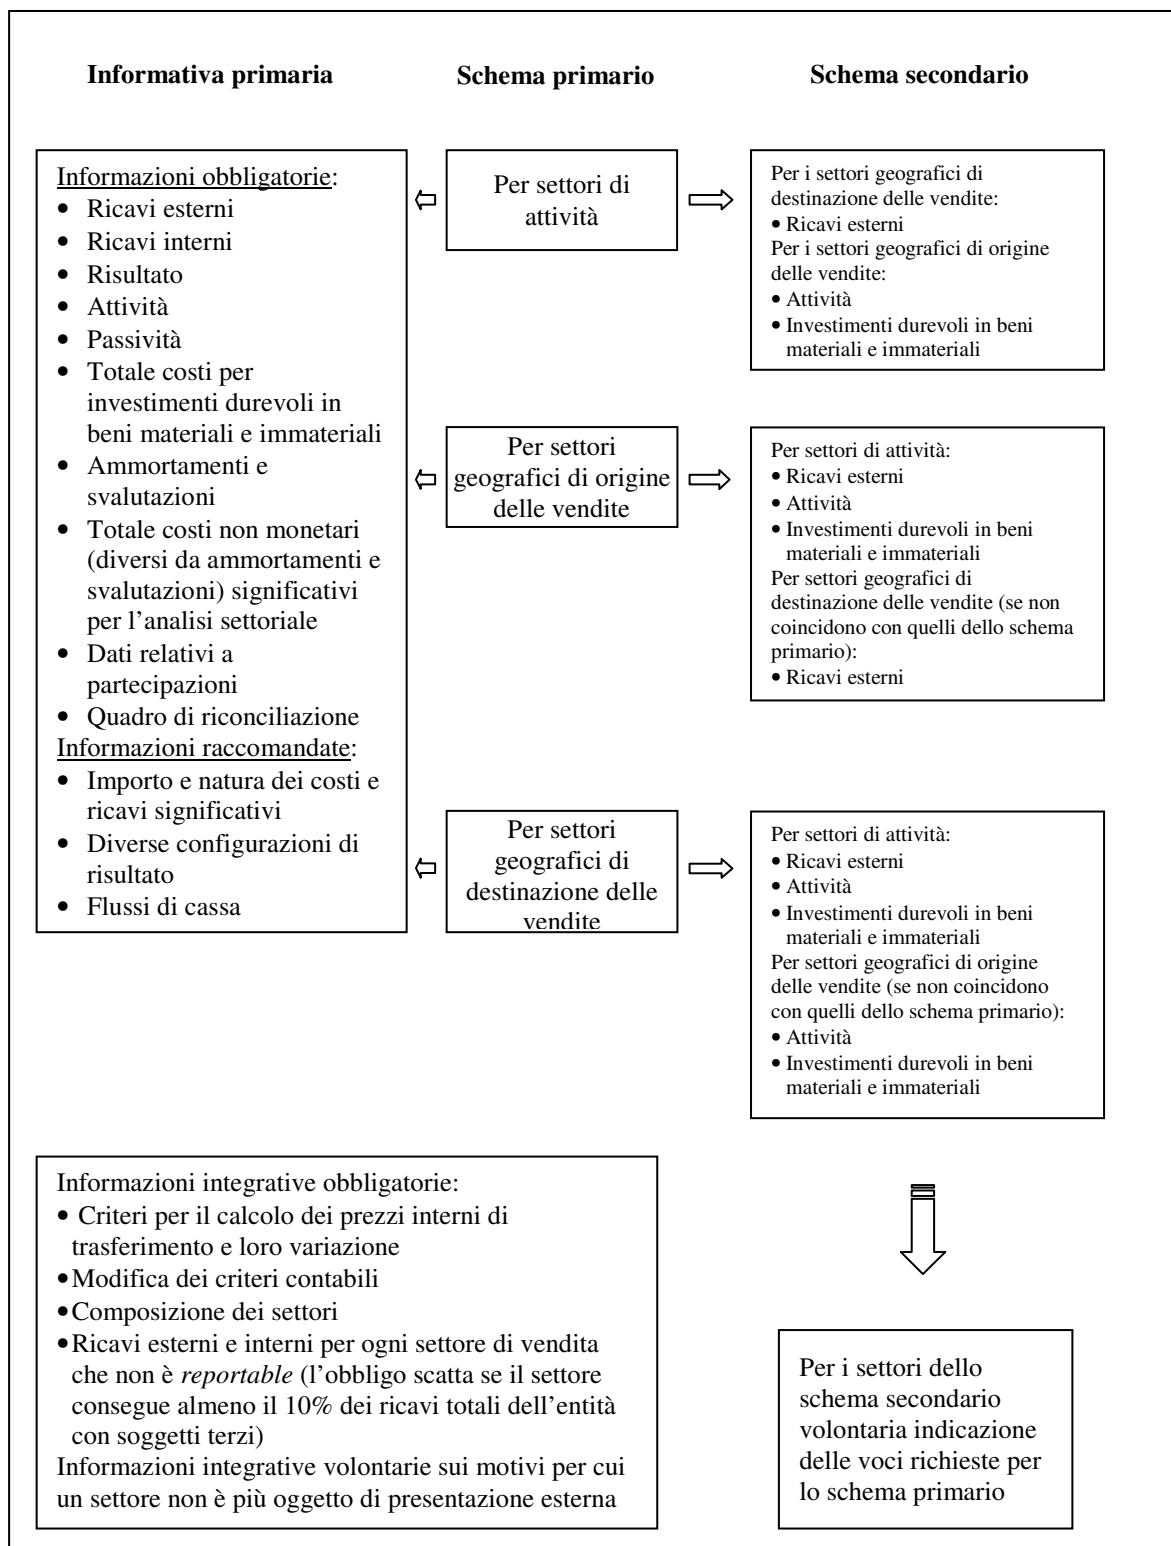 Informativa primaria
Schema primario
Schema secondario
Informazioni obbligatorie:
• Ricavi esterni
• Ricavi interni
• Risultato
• Attività
• Passività
• Totale costi per
investimenti durevoli in
beni materiali e immateriali
• Ammortamenti e
svalutazioni
• Totale costi non monetari
(diversi da ammortamenti e
svalutazioni) significativi
per l'analisi settoriale
• Dati relativi a
partecipazioni
• Quadro di riconciliazione
Informazioni raccomandate:
• Importo e natura dei costi e
ricavi significativi
• Diverse configurazioni di
risultato
• Flussi di cassa
Per settori di
attività
Per i settori geografici di
destinazione delle vendite:
• Ricavi esterni
Per i settori geografici di origine
delle vendite:
• Attività
• Investimenti durevoli in beni
materiali e immateriali
Per settori
geografici di origine
delle vendite
Per settori di attività:
• Ricavi esterni
• Attività
• Investimenti durevoli in beni
materiali e immateriali
Per settori geografici di
destinazione delle vendite (se non
coincidono con quelli dello schema
primario):
• Ricavi esterni
Per settori
geografici di
destinazione delle
vendite
Per settori di attività:
• Ricavi esterni
• Attività
• Investimenti durevoli in beni
materiali e immateriali
Per settori geografici di origine
delle vendite (se non coincidono
con quelli dello schema primario):
• Attività
• Investimenti durevoli in beni
materiali e immateriali
Informazioni integrative obbligatorie:
• Criteri per il calcolo dei prezzi interni di
trasferimento e loro variazione
• Modifica dei criteri contabili
• Composizione dei settori
• Ricavi esterni e interni per ogni settore di vendita
che non è reportable (l'obbligo scatta se il settore
consegue almeno il 10% dei ricavi totali dell'entità
con soggetti terzi)
Informazioni integrative volontarie sui motivi per cui
un settore non è più oggetto di presentazione esterna
Per i settori dello
schema secondario
volontaria indicazione
delle voci richieste per
lo schema primario